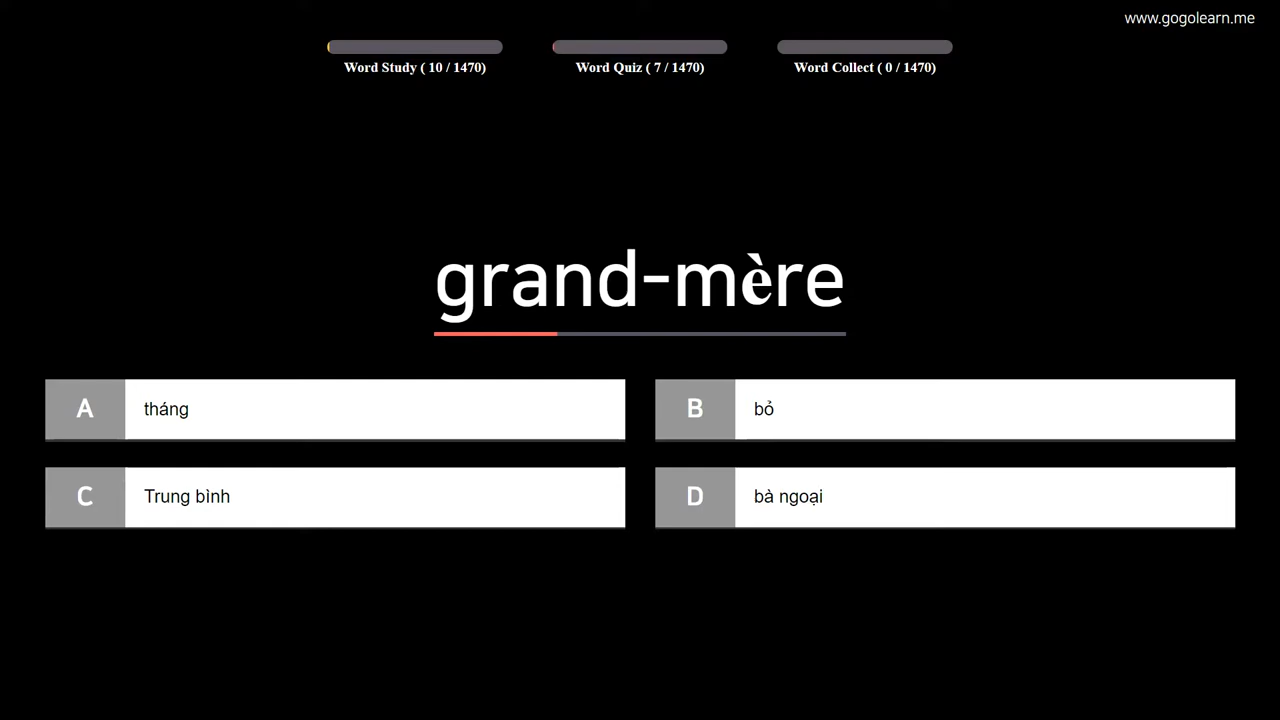 www.gogolearn.me
Word Study ( 10 / 1470)
Word Quiz ( 7 / 1470)
Word Collect ( 0 / 1470)
grand-mère
A tháng
B bỏ
C Trung bình
D bà ngoại